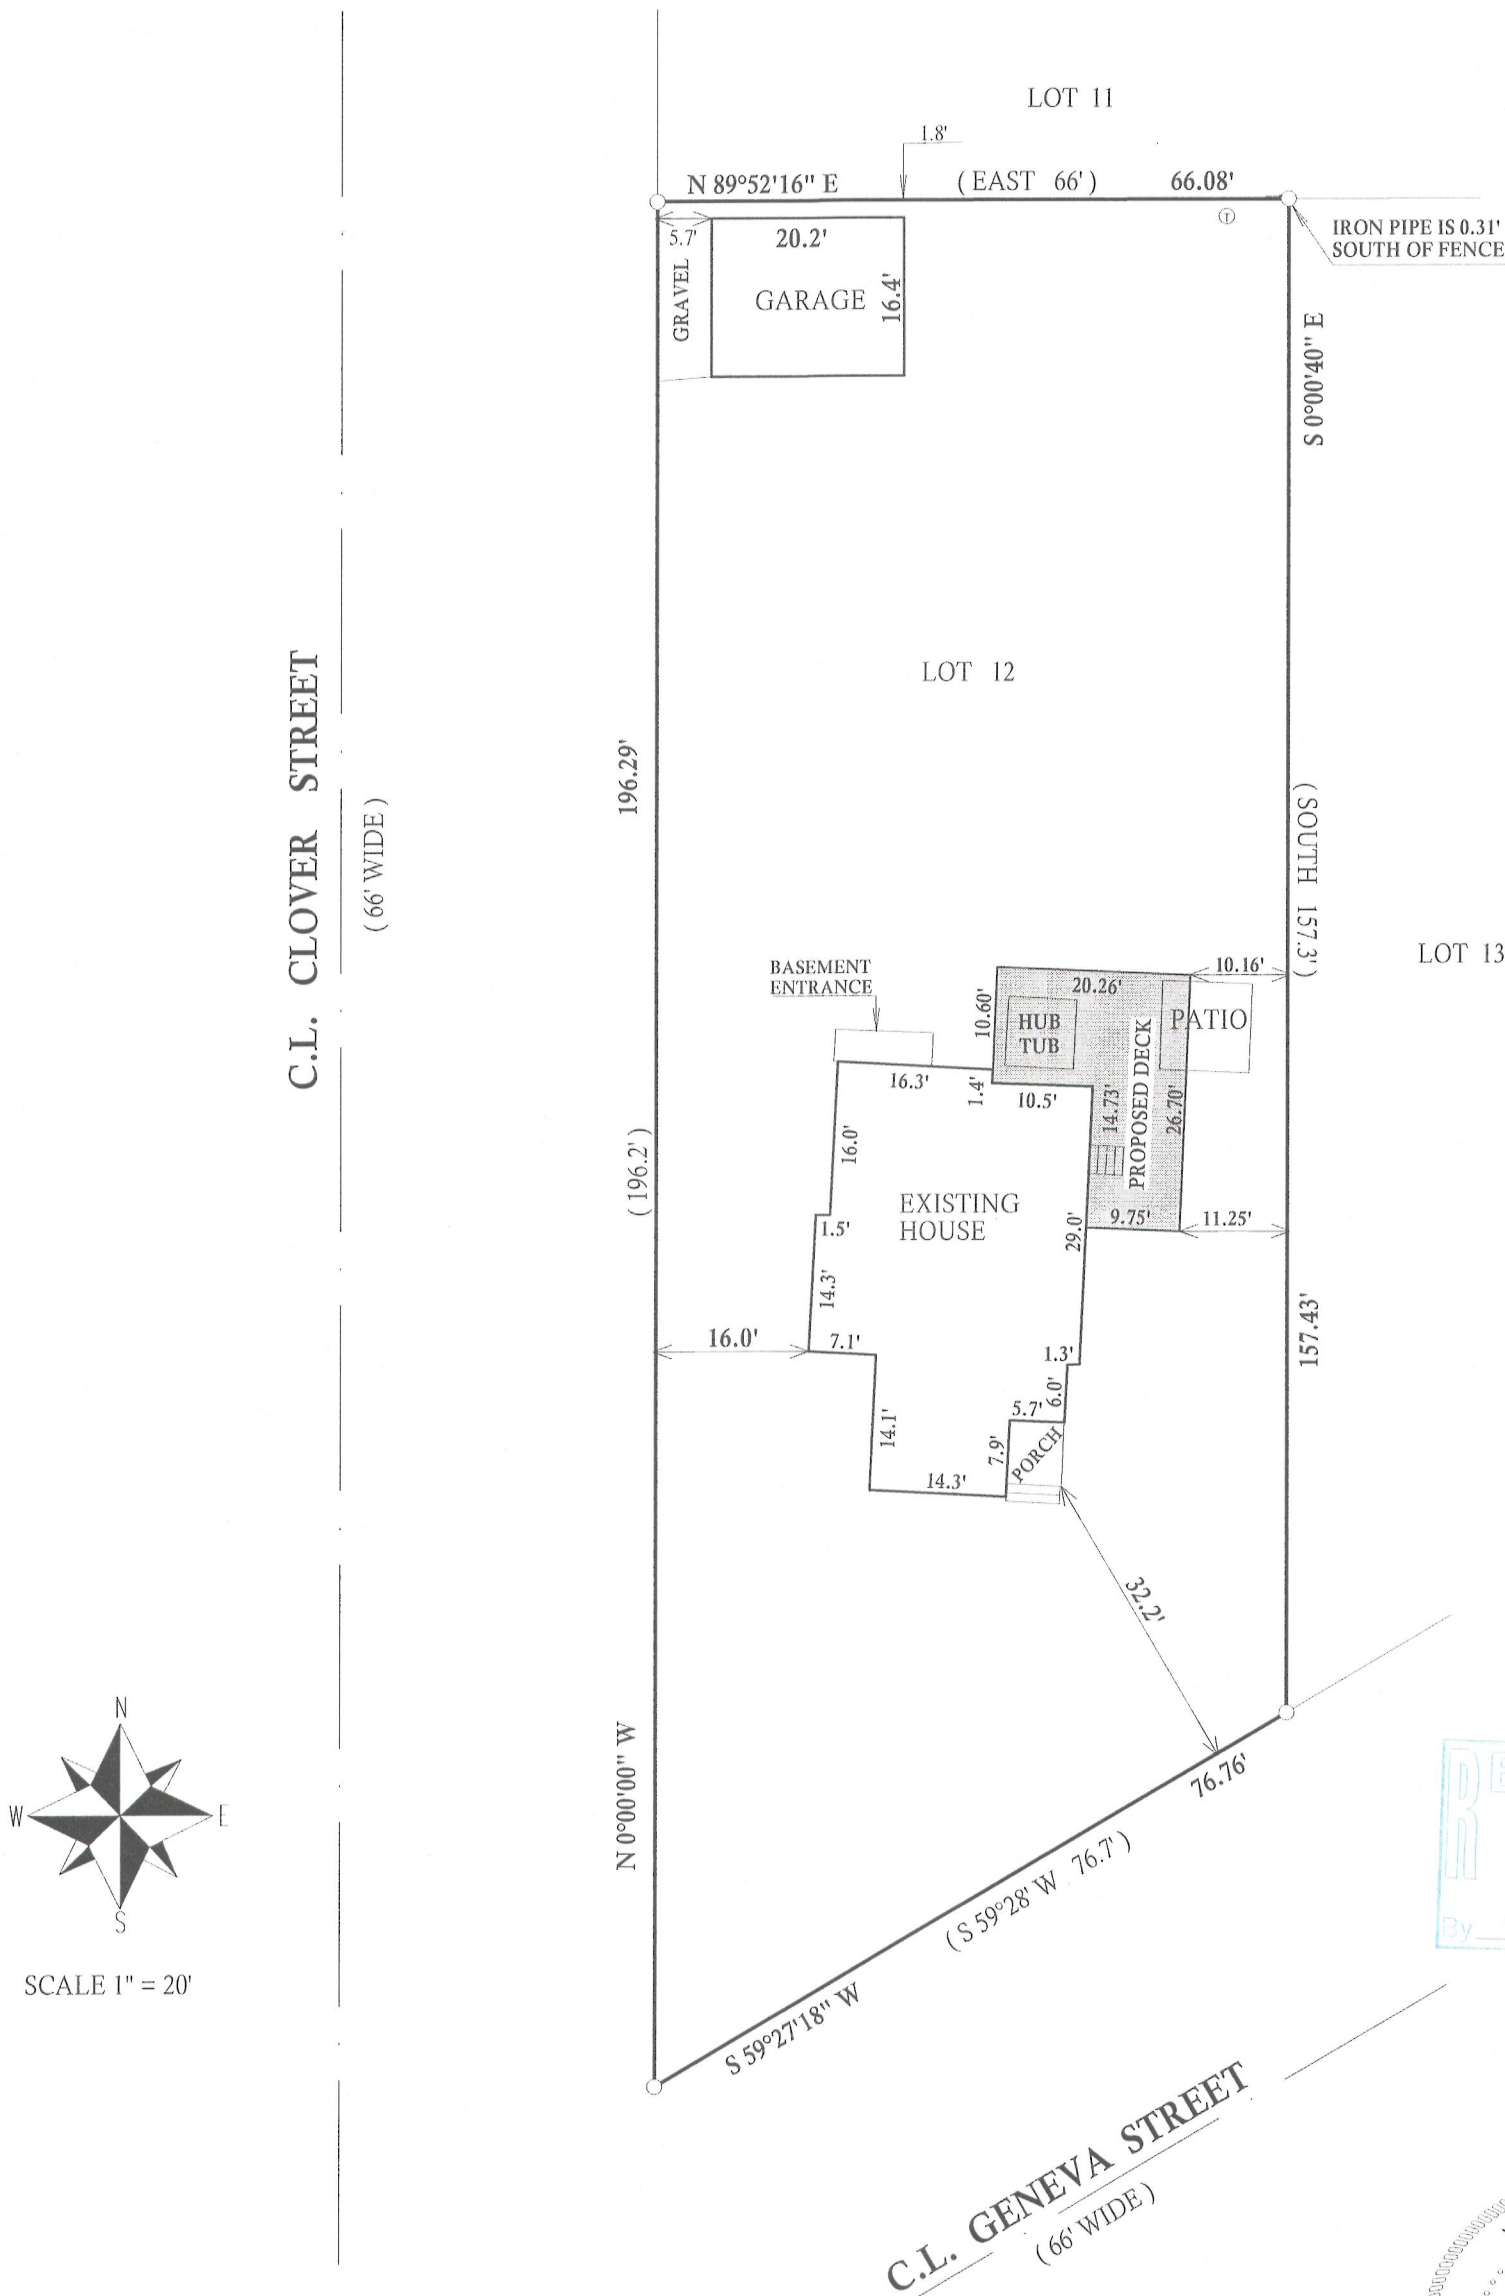 LOT 11
1.8'
N 89°52'16" E
( EAST 66' )
66.08'
IRON PIPE IS 0.31'
SOUTH OF FENCE
5.7'
20.2'
GRAVEL
GARAGE
16.4'
S 0°00'40" E
LOT 12
C.L. CLOVER STREET
( 66' WIDE )
196.29'
( SOUTH 157.3' )
LOT 13
BASEMENT
ENTRANCE
10.16'
20.26'
10.60'
HUB
TUB
PATIO
PROPOSED DECK
16.3'
1.4'
10.5'
14.73'
26.70'
16.0'
( 196.2' )
EXISTING
HOUSE
1.5'
29.0'
9.75'
11.25'
14.3'
16.0'
7.1'
1.3'
157.43'
6.0'
5.7'
14.1'
7.9'
PORCH
14.3'
32.2'
N 0°00'00" W
76.76'
( S 59°28' W 76.7' )
S 59°27'18" W
N
W
E
S
SCALE 1" = 20'
By
C.L. GENEVA STREET
( 66' WIDE )